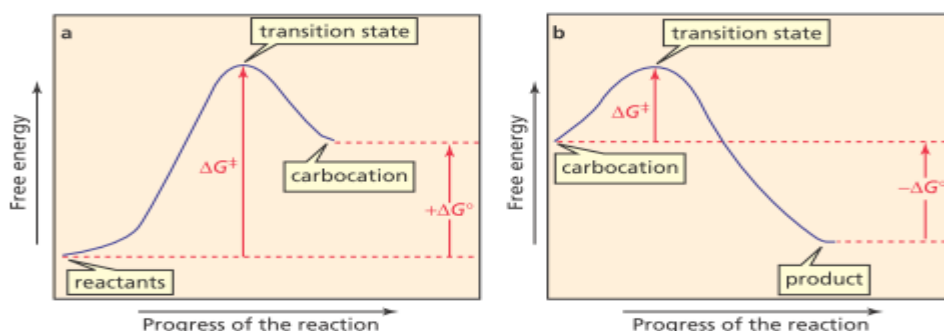 a
transition state
Free energy
ΔG‡
carbocation
+ΔG°
reactants
Progress of the reaction
b
transition state
Free energy
ΔG‡
carbocation
−ΔG°
product
Progress of the reaction